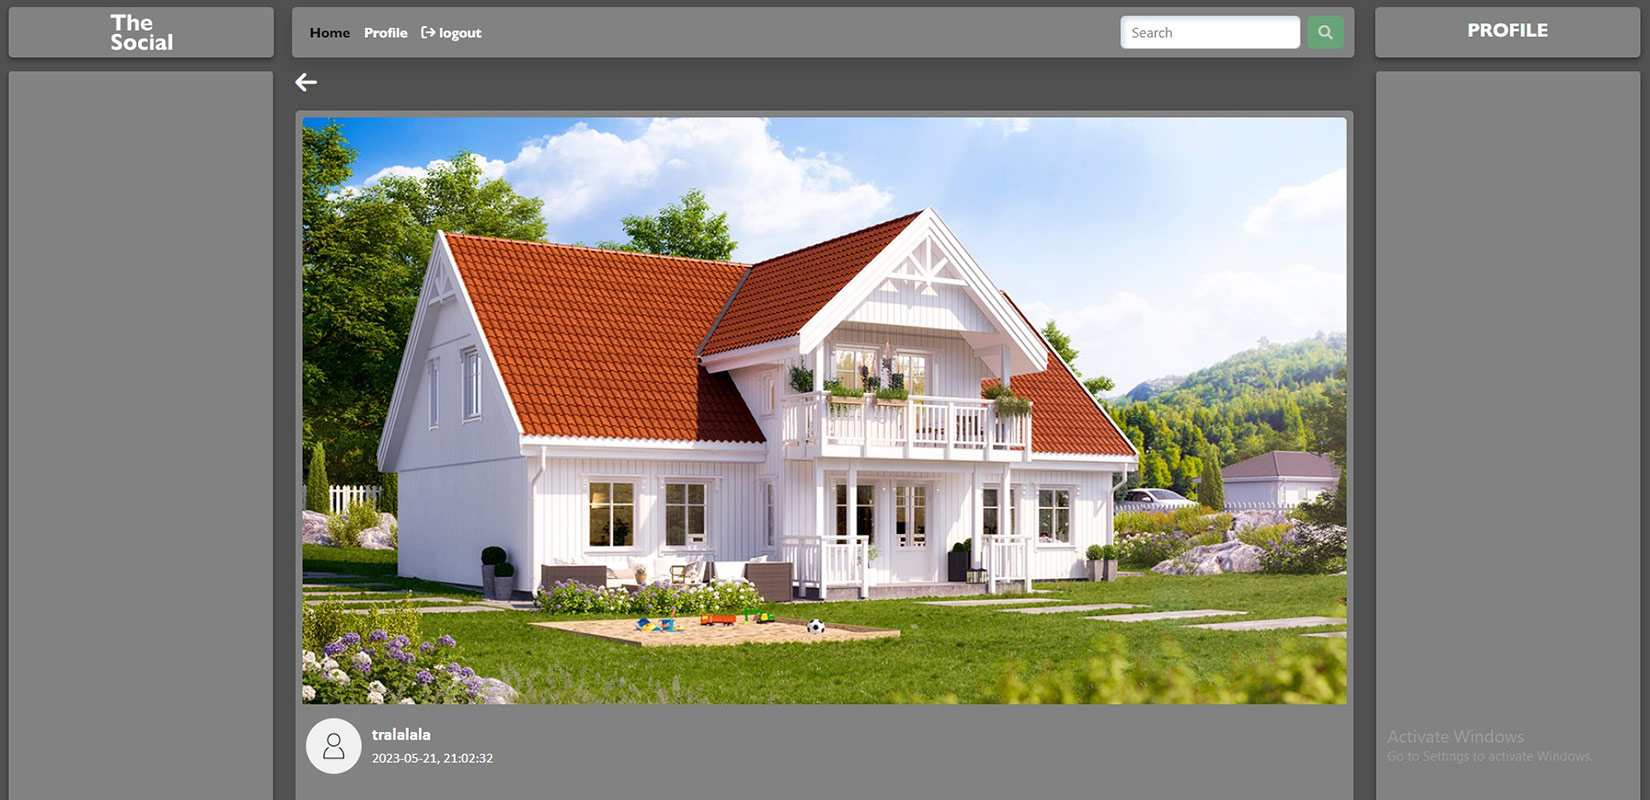 The
Social
Home Profile logout
Search
PROFILE
tralalala
2023-05-21, 21:02:32
Activate Windows
Go to Settings to activate Windows.